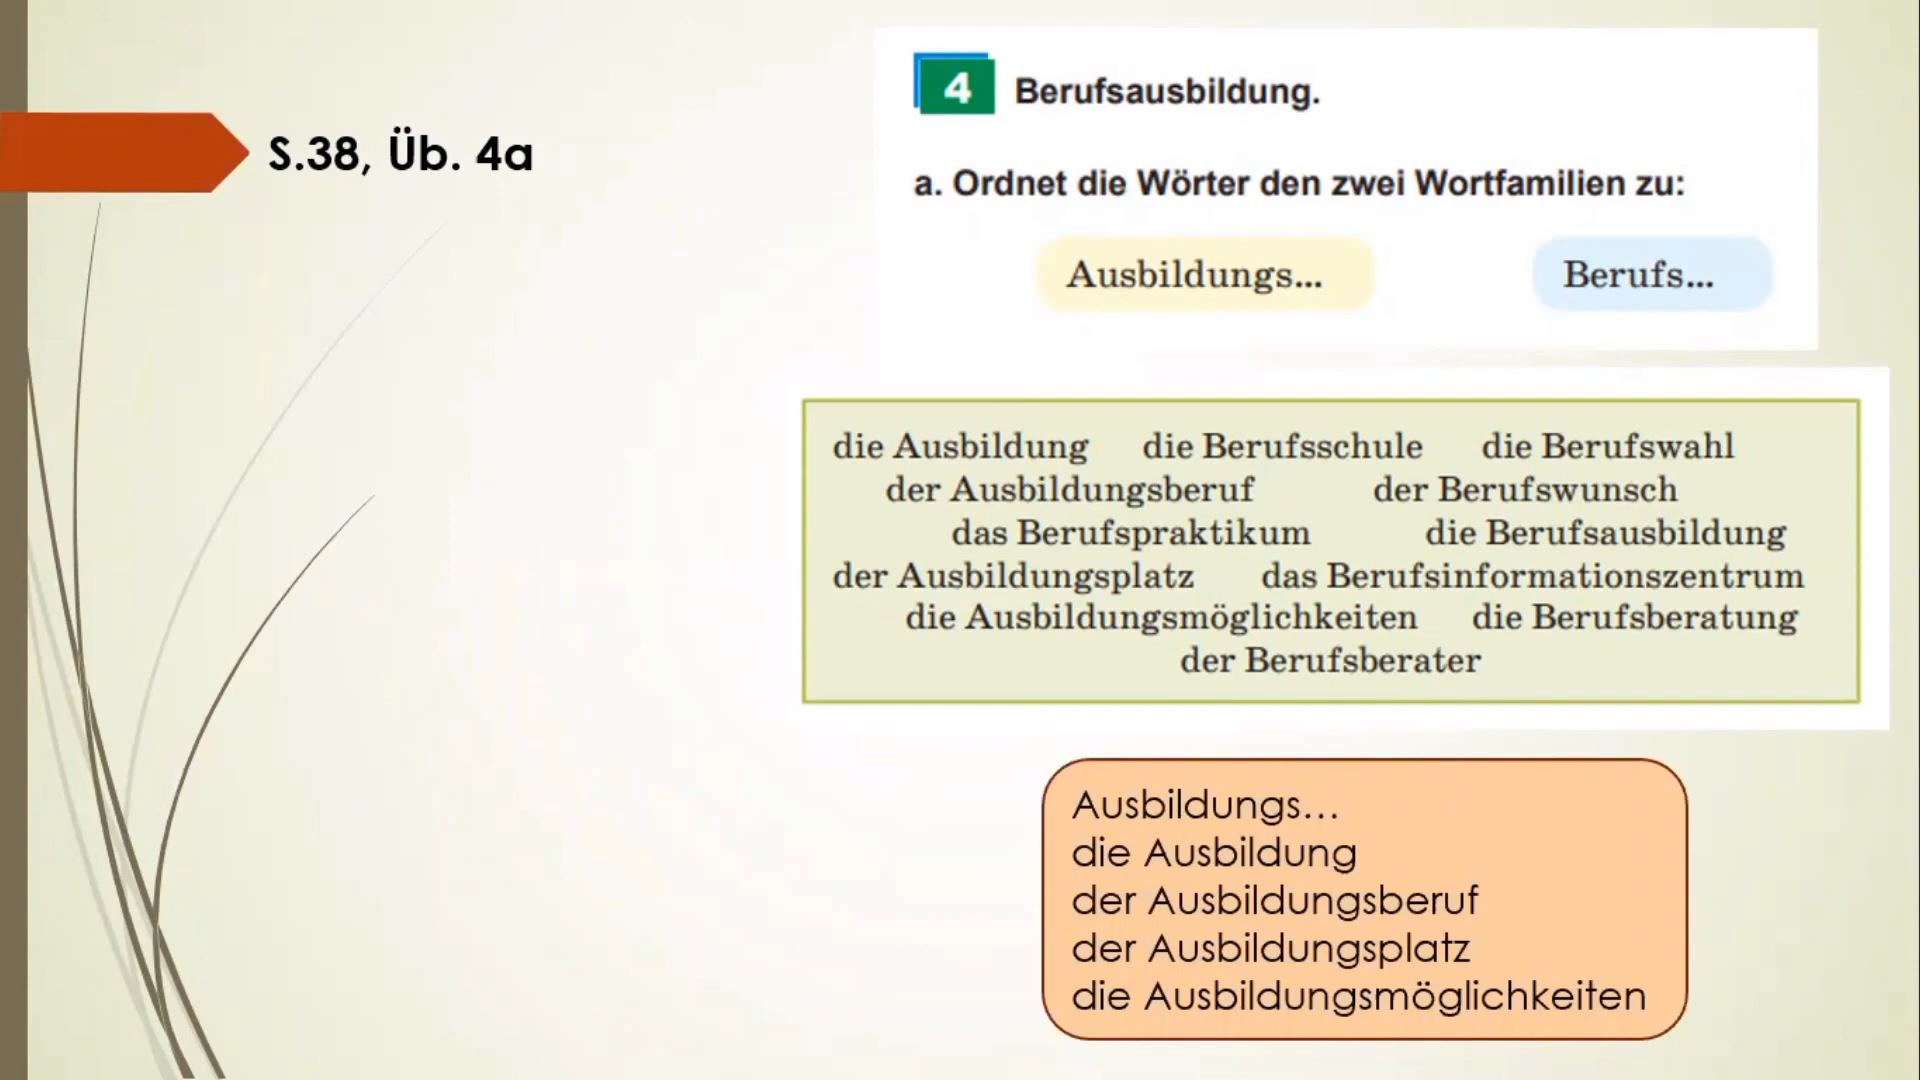 S.38, Üb. 4a
4 Berufsausbildung.
a. Ordnet die Wörter den zwei Wortfamilien zu:
Ausbildungs... Berufs...
die Ausbildung die Berufsschule die Berufswahl
der Ausbildungsberuf der Berufswunsch
das Berufspraktikum die Berufsausbildung
der Ausbildungsplatz das Berufsinformationszentrum
die Ausbildungsmöglichkeiten die Berufsberatung
der Berufsberater
Ausbildungs…
die Ausbildung
der Ausbildungsberuf
der Ausbildungsplatz
die Ausbildungsmöglichkeiten